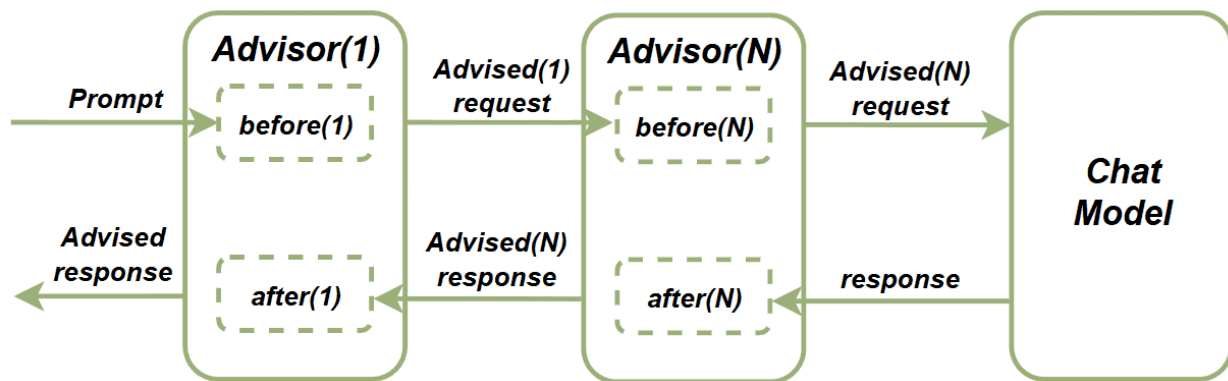 Advisor(1)
Advisor(N)
Prompt
Advised(1)
request
Advised(N)
request
before(1)
before(N)
Chat
Model
Advised
response
Advised(N)
response
response
after(1)
after(N)